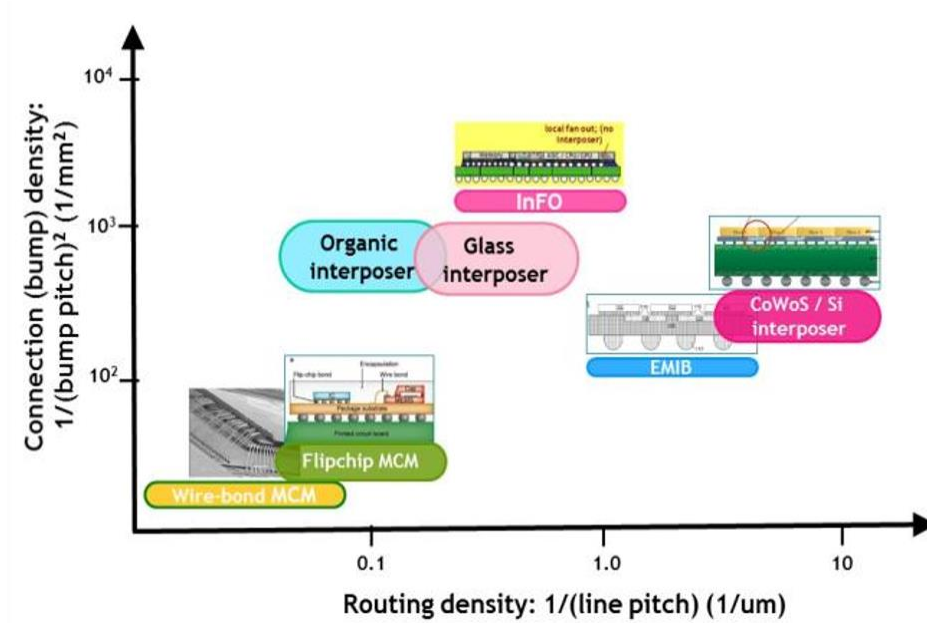 Connection (bump) density:
1/(bump pitch)² (1/mm²)
10⁴
10³
10²
local fan out; (no
interposer)
InFO
Organic
interposer
Glass
interposer
CoWoS / Si
interposer
EMIB
Flip-chip bond
Encapsulation
Wire bond
Package substrate
Printed circuit board
Flipchip MCM
Wire-bond MCM
0.1
1.0
10
Routing density: 1/(line pitch) (1/um)